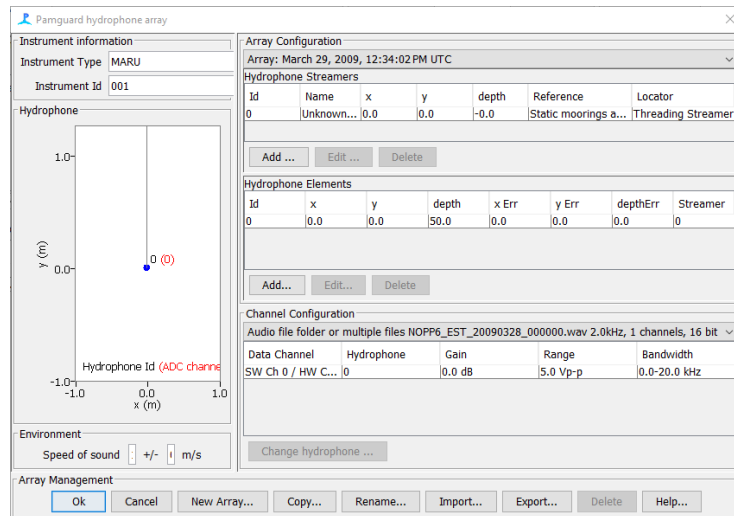 Pamguard hydrophone array
Instrument information
Instrument Type MARU
Instrument Id 001
Hydrophone
1.0
0 (0)
y (m)
0.0
Hydrophone Id (ADC channe
-1.0
-1.0 0.0 1.0
x (m)
Environment
Speed of sound +/- m/s
Array Configuration
Array: March 29, 2009, 12:34:02 PM UTC
Hydrophone Streamers
Id Name x y depth Reference Locator
0 Unknown... 0.0 0.0 -0.0 Static moorings a... Threading Streamer
Add ... Edit ... Delete
Hydrophone Elements
Id x y depth x Err y Err depthErr Streamer
0 0.0 0.0 50.0 0.0 0.0 0.0 0
Add... Edit... Delete
Channel Configuration
Audio file folder or multiple files NOPP6_EST_20090328_000000.wav 2.0kHz, 1 channels, 16 bit
Data Channel Hydrophone Gain Range Bandwidth
SW Ch 0 / HW C... 0 0.0 dB 5.0 Vp-p 0.0-20.0 kHz
Change hydrophone ...
Array Management
Ok Cancel New Array... Copy... Rename... Import... Export... Delete Help...